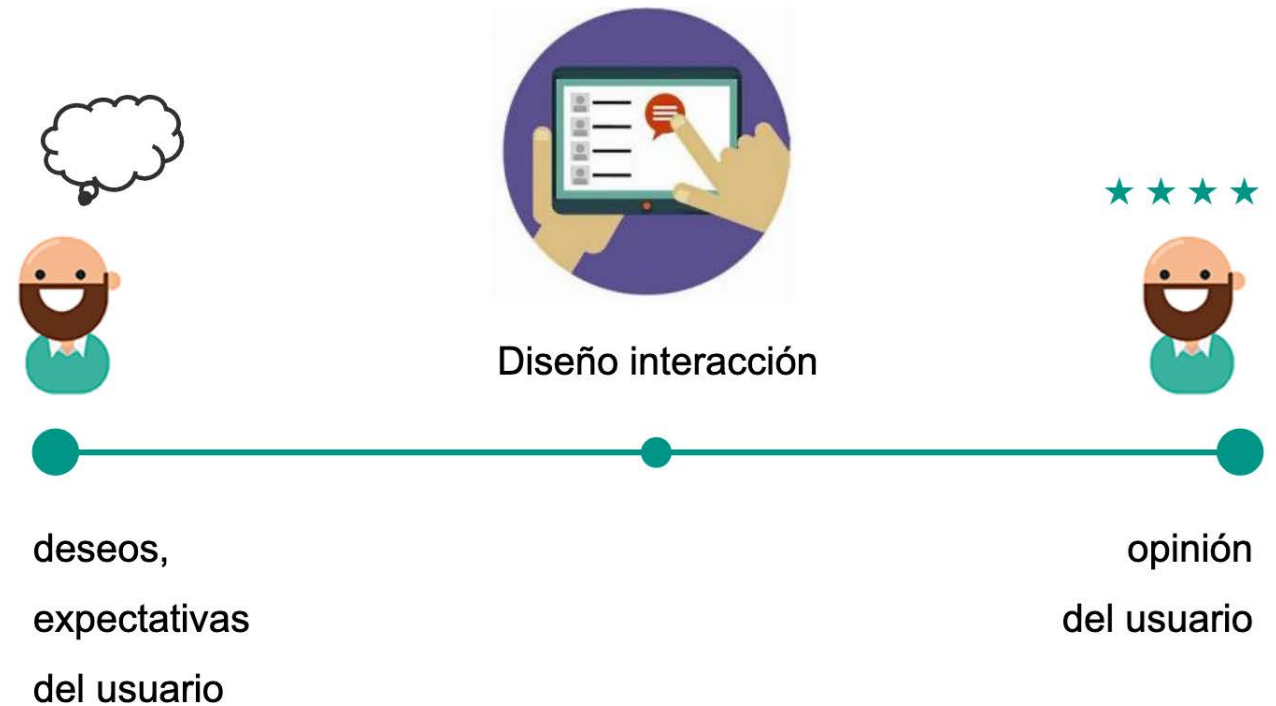 Diseño interacción
deseos,
expectativas
del usuario
opinión
del usuario